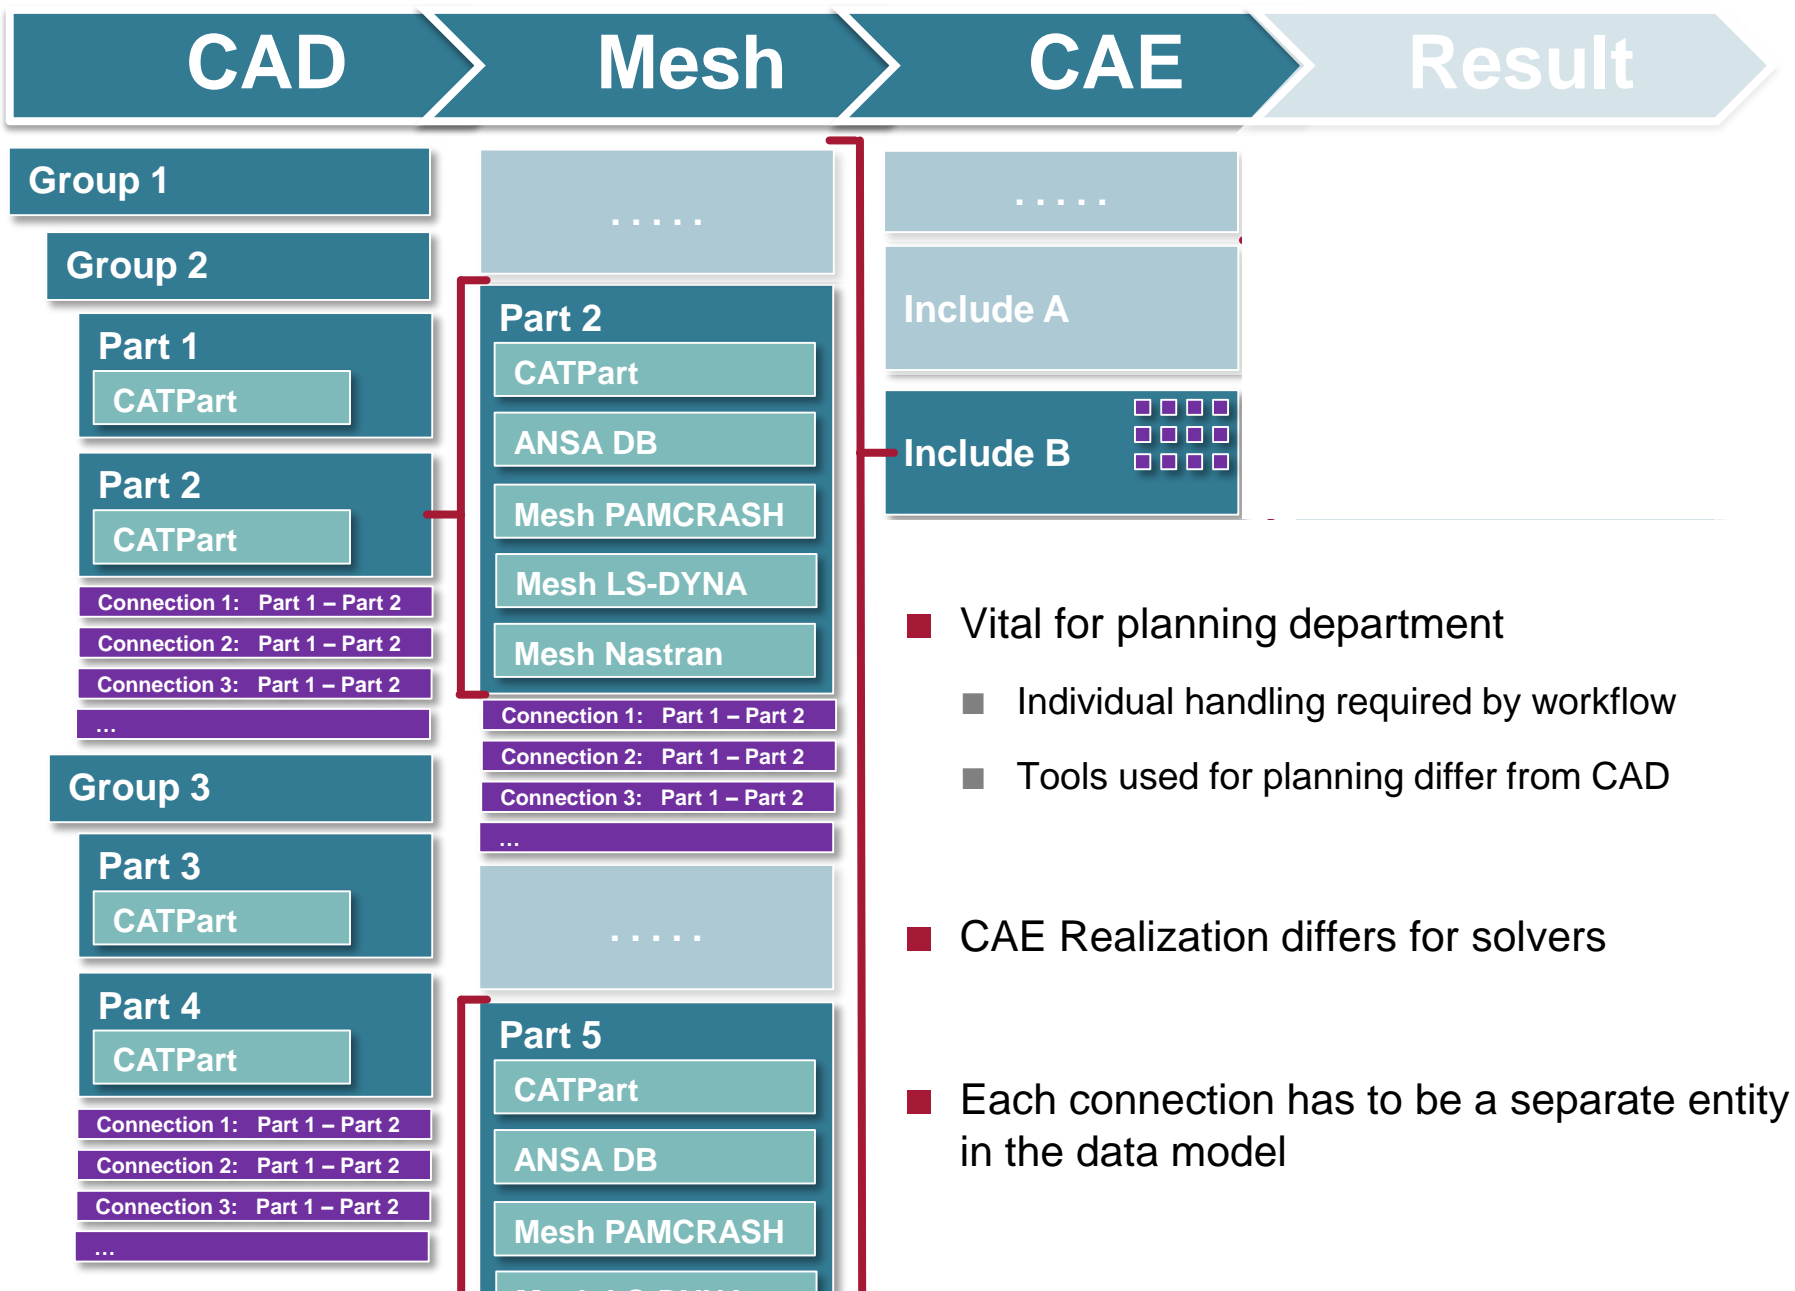 CAD
Mesh
CAE
Result
Group 1
Group 2
Part 1
CATPart
Part 2
CATPart
Connection 1: Part 1 – Part 2
Connection 2: Part 1 – Part 2
Connection 3: Part 1 – Part 2
...
Group 3
Part 3
CATPart
Part 4
CATPart
Connection 1: Part 1 – Part 2
Connection 2: Part 1 – Part 2
Connection 3: Part 1 – Part 2
...
. . . . .
Part 2
CATPart
ANSA DB
Mesh PAMCRASH
Mesh LS-DYNA
Mesh Nastran
Connection 1: Part 1 – Part 2
Connection 2: Part 1 – Part 2
Connection 3: Part 1 – Part 2
...
. . . . .
Part 5
CATPart
ANSA DB
Mesh PAMCRASH
. . . . .
Include A
Include B
Vital for planning department
Individual handling required by workflow
Tools used for planning differ from CAD
CAE Realization differs for solvers
Each connection has to be a separate entity
in the data model